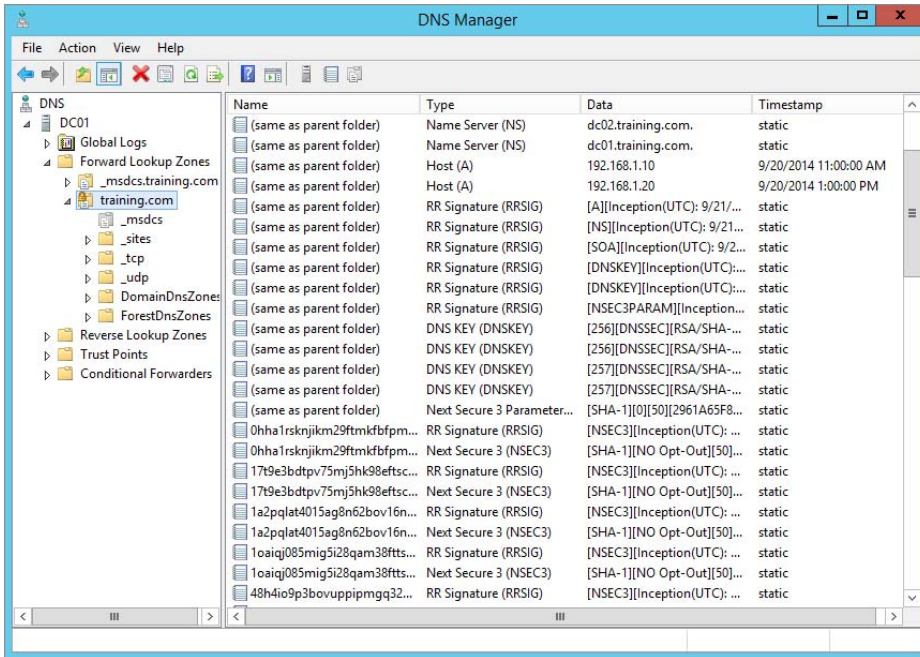 DNS Manager
File Action View Help
DNS
DC01
Global Logs
Forward Lookup Zones
_msdcs.training.com
training.com
_msdcs
_sites
_tcp
_udp
DomainDnsZones
ForestDnsZones
Reverse Lookup Zones
Trust Points
Conditional Forwarders
Name Type Data Timestamp
(same as parent folder) Name Server (NS) dc02.training.com. static
(same as parent folder) Name Server (NS) dc01.training.com. static
(same as parent folder) Host (A) 192.168.1.10 9/20/2014 11:00:00 AM
(same as parent folder) Host (A) 192.168.1.20 9/20/2014 1:00:00 PM
(same as parent folder) RR Signature (RRSIG) [A][Inception(UTC): 9/21/... static
(same as parent folder) RR Signature (RRSIG) [NS][Inception(UTC): 9/21... static
(same as parent folder) RR Signature (RRSIG) [SOA][Inception(UTC): 9/2... static
(same as parent folder) RR Signature (RRSIG) [DNSKEY][Inception(UTC):... static
(same as parent folder) RR Signature (RRSIG) [DNSKEY][Inception(UTC):... static
(same as parent folder) RR Signature (RRSIG) [NSEC3PARAM][Inception... static
(same as parent folder) DNS KEY (DNSKEY) [256][DNSSEC][RSA/SHA-... static
(same as parent folder) DNS KEY (DNSKEY) [256][DNSSEC][RSA/SHA-... static
(same as parent folder) DNS KEY (DNSKEY) [257][DNSSEC][RSA/SHA-... static
(same as parent folder) DNS KEY (DNSKEY) [257][DNSSEC][RSA/SHA-... static
(same as parent folder) Next Secure 3 Parameter... [SHA-1][0][50][2961A65F8... static
0hha1rsknjikm29ftmkfbfpm... RR Signature (RRSIG) [NSEC3][Inception(UTC): ... static
0hha1rsknjikm29ftmkfbfpm... Next Secure 3 (NSEC3) [SHA-1][NO Opt-Out][50]... static
17t9e3bdtpv75mj5hk98eftsc... RR Signature (RRSIG) [NSEC3][Inception(UTC): ... static
17t9e3bdtpv75mj5hk98eftsc... Next Secure 3 (NSEC3) [SHA-1][NO Opt-Out][50]... static
1a2pqlat4015ag8n62bov16n... RR Signature (RRSIG) [NSEC3][Inception(UTC): ... static
1a2pqlat4015ag8n62bov16n... Next Secure 3 (NSEC3) [SHA-1][NO Opt-Out][50]... static
1oaiqj085mig5i28qam38ftts... RR Signature (RRSIG) [NSEC3][Inception(UTC): ... static
1oaiqj085mig5i28qam38ftts... Next Secure 3 (NSEC3) [SHA-1][NO Opt-Out][50]... static
48h4io9p3bovuppipmgq32... RR Signature (RRSIG) [NSEC3][Inception(UTC): ... static